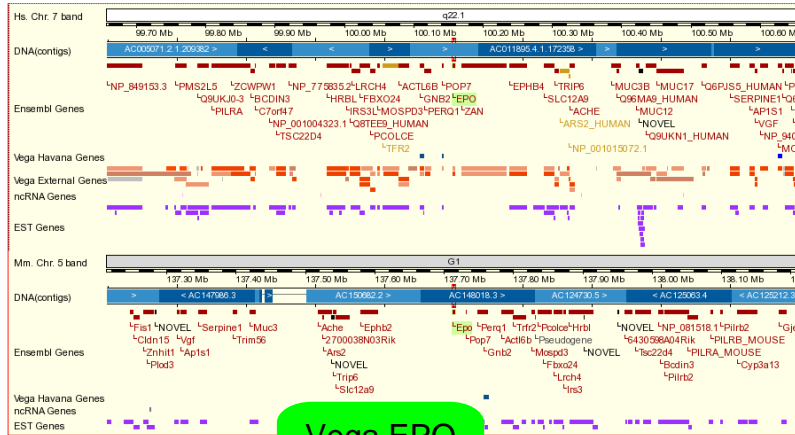 Hs. Chr. 7 band q22.1
99.70 Mb 99.80 Mb 99.90 Mb 100.00 Mb 100.10 Mb 100.20 Mb 100.30 Mb 100.40 Mb 100.50 Mb 100.60 M
DNA(contigs) AC005071.2.1.209382 > < < < > AC011895.4.1.172358 > > > >
Ensembl Genes
NP_849153.3 PMS2L5 ZCWPW1 NP_775835.2 LRCH4 ACTL6B POP7 EPHB4 TRIP6 MUC3B MUC17 Q6PJS5_HUMAN Q6
Q9UKJ0-3 BCDIN3 HRBL FBXO24 GNB2 EPO SLC12A9 Q96MA9_HUMAN SERPINE1 Q6
PILRA C7orf47 IRS3L MOSPD3 PERQ1 ZAN ACHE MUC12 AP1S1
NP_001004323.1 Q8TEE9_HUMAN ARS2_HUMAN NOVEL VGF
TSC22D4 PCOLCE Q9UKN1_HUMAN NP_940
TFR2 NP_001015072.1 MO
Vega Havana Genes
Vega External Genes
ncRNA Genes
EST Genes
Mm. Chr. 5 band G1
137.30 Mb 137.40 Mb 137.50 Mb 137.60 Mb 137.70 Mb 137.80 Mb 137.90 Mb 138.00 Mb 138.10 Mb 1
DNA(contigs) > < AC147986.3 > AC150682.2 > AC148018.3 > AC124730.5 > < AC125063.4 AC125212.3
Ensembl Genes
Fis1 NOVEL Serpine1 Muc3 Ache Ephb2 Epo Perq1 Trfr2 Pcolce Hrbl NOVEL NP_081518.1 Pilrb2 Gje
Cldn15 Vgf Trim56 2700038N03Rik Pop7 Actl6b Pseudogene 6430598A04Rik PILRB_MOUSE
Znhit1 Ap1s1 Ars2 Gnb2 Mospd3 NOVEL Tsc22d4 PILRA_MOUSE
Plod3 NOVEL Fbxo24 Bcdin3 Cyp3a13
Trip6 Lrch4 Pilrb2
Slc12a9 Irs3
Vega Havana Genes
ncRNA Genes
EST Genes
Vega EPO